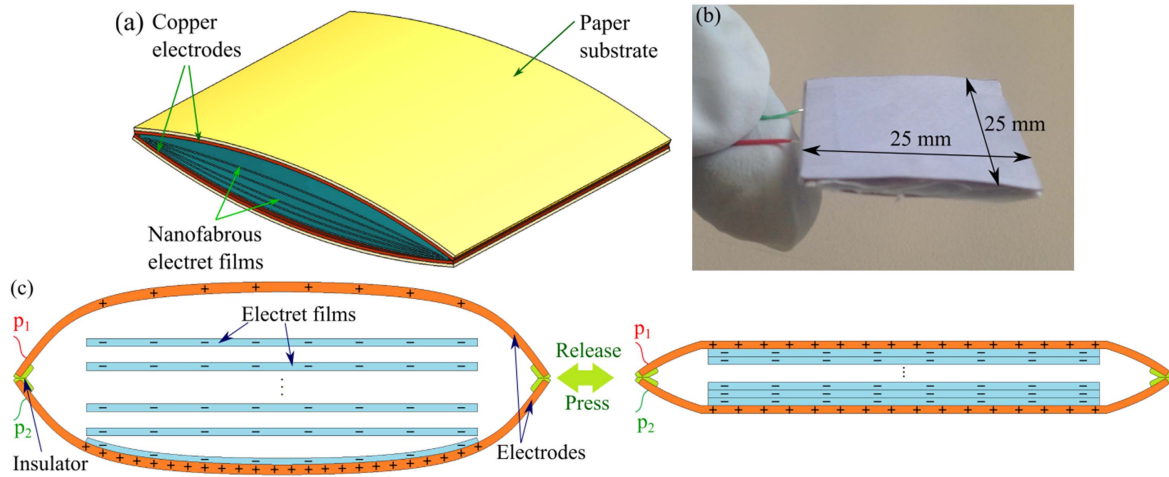 (a)
Copper
electrodes
Paper
substrate
Nanofabrous
electret films
(b)
25 mm
25 mm
(c)
Electret films
p1
p2
Insulator
Electrodes
Release
Press
p1
p2